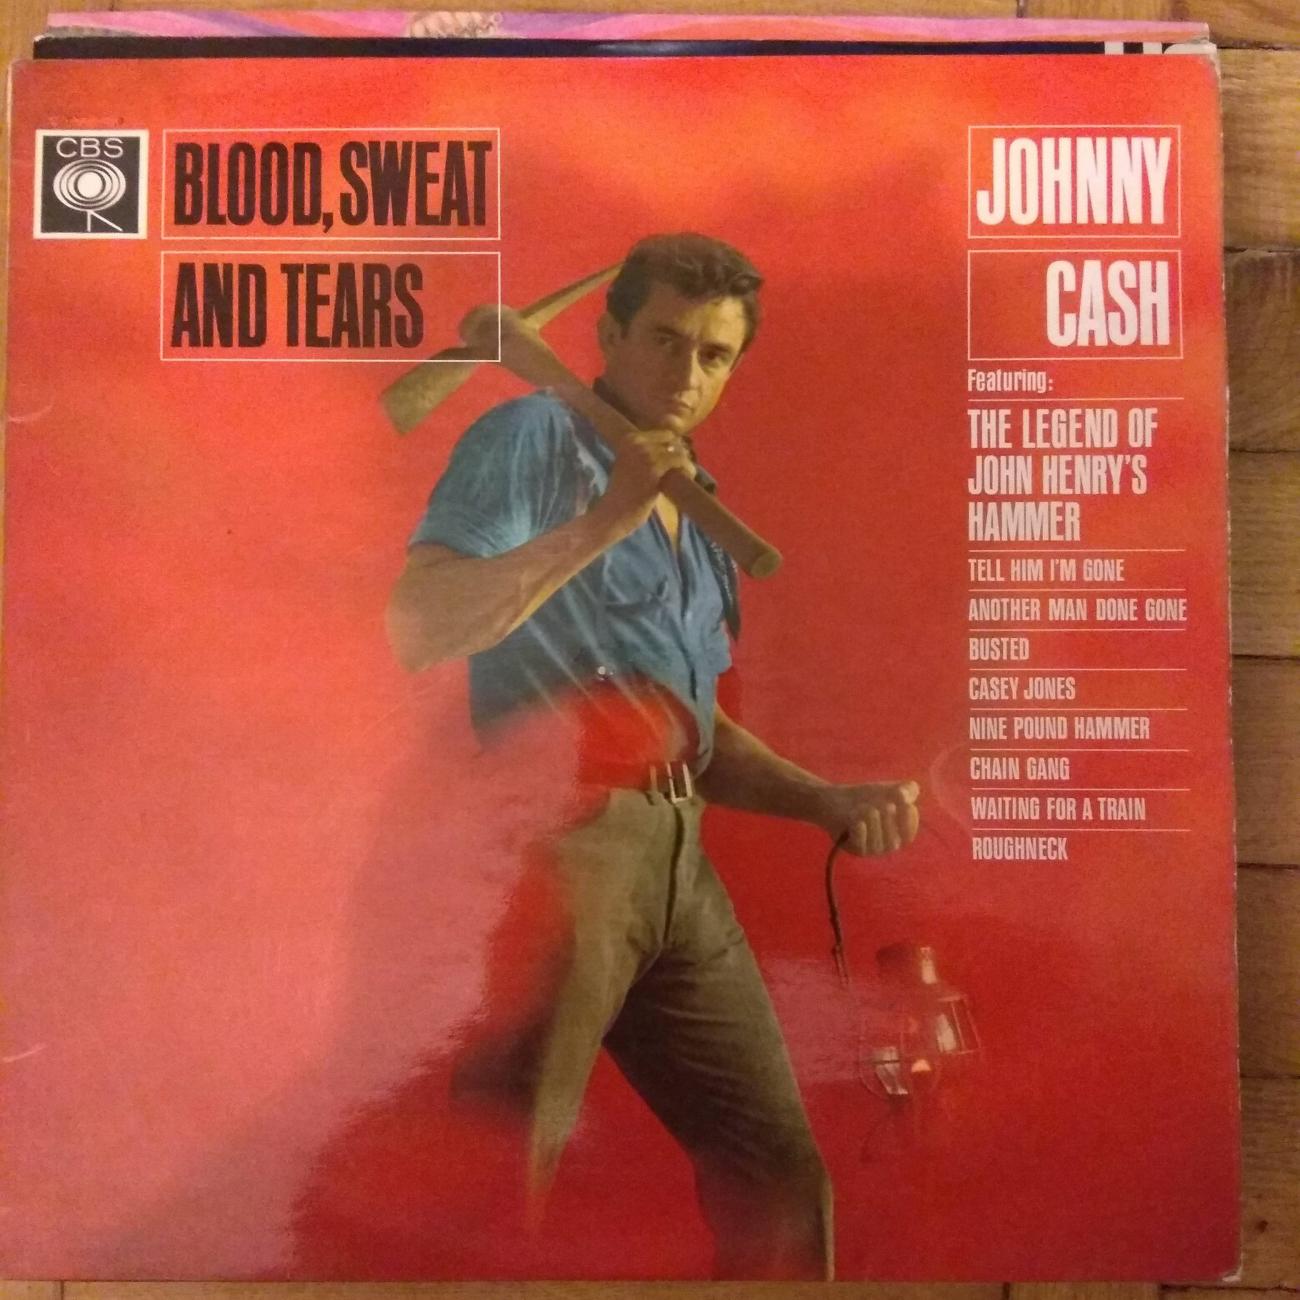 CBS
BLOOD, SWEAT
AND TEARS
JOHNNY
CASH
Featuring:
THE LEGEND OF
JOHN HENRY'S
HAMMER
TELL HIM I'M GONE
ANOTHER MAN DONE GONE
BUSTED
CASEY JONES
NINE POUND HAMMER
CHAIN GANG
WAITING FOR A TRAIN
ROUGHNECK